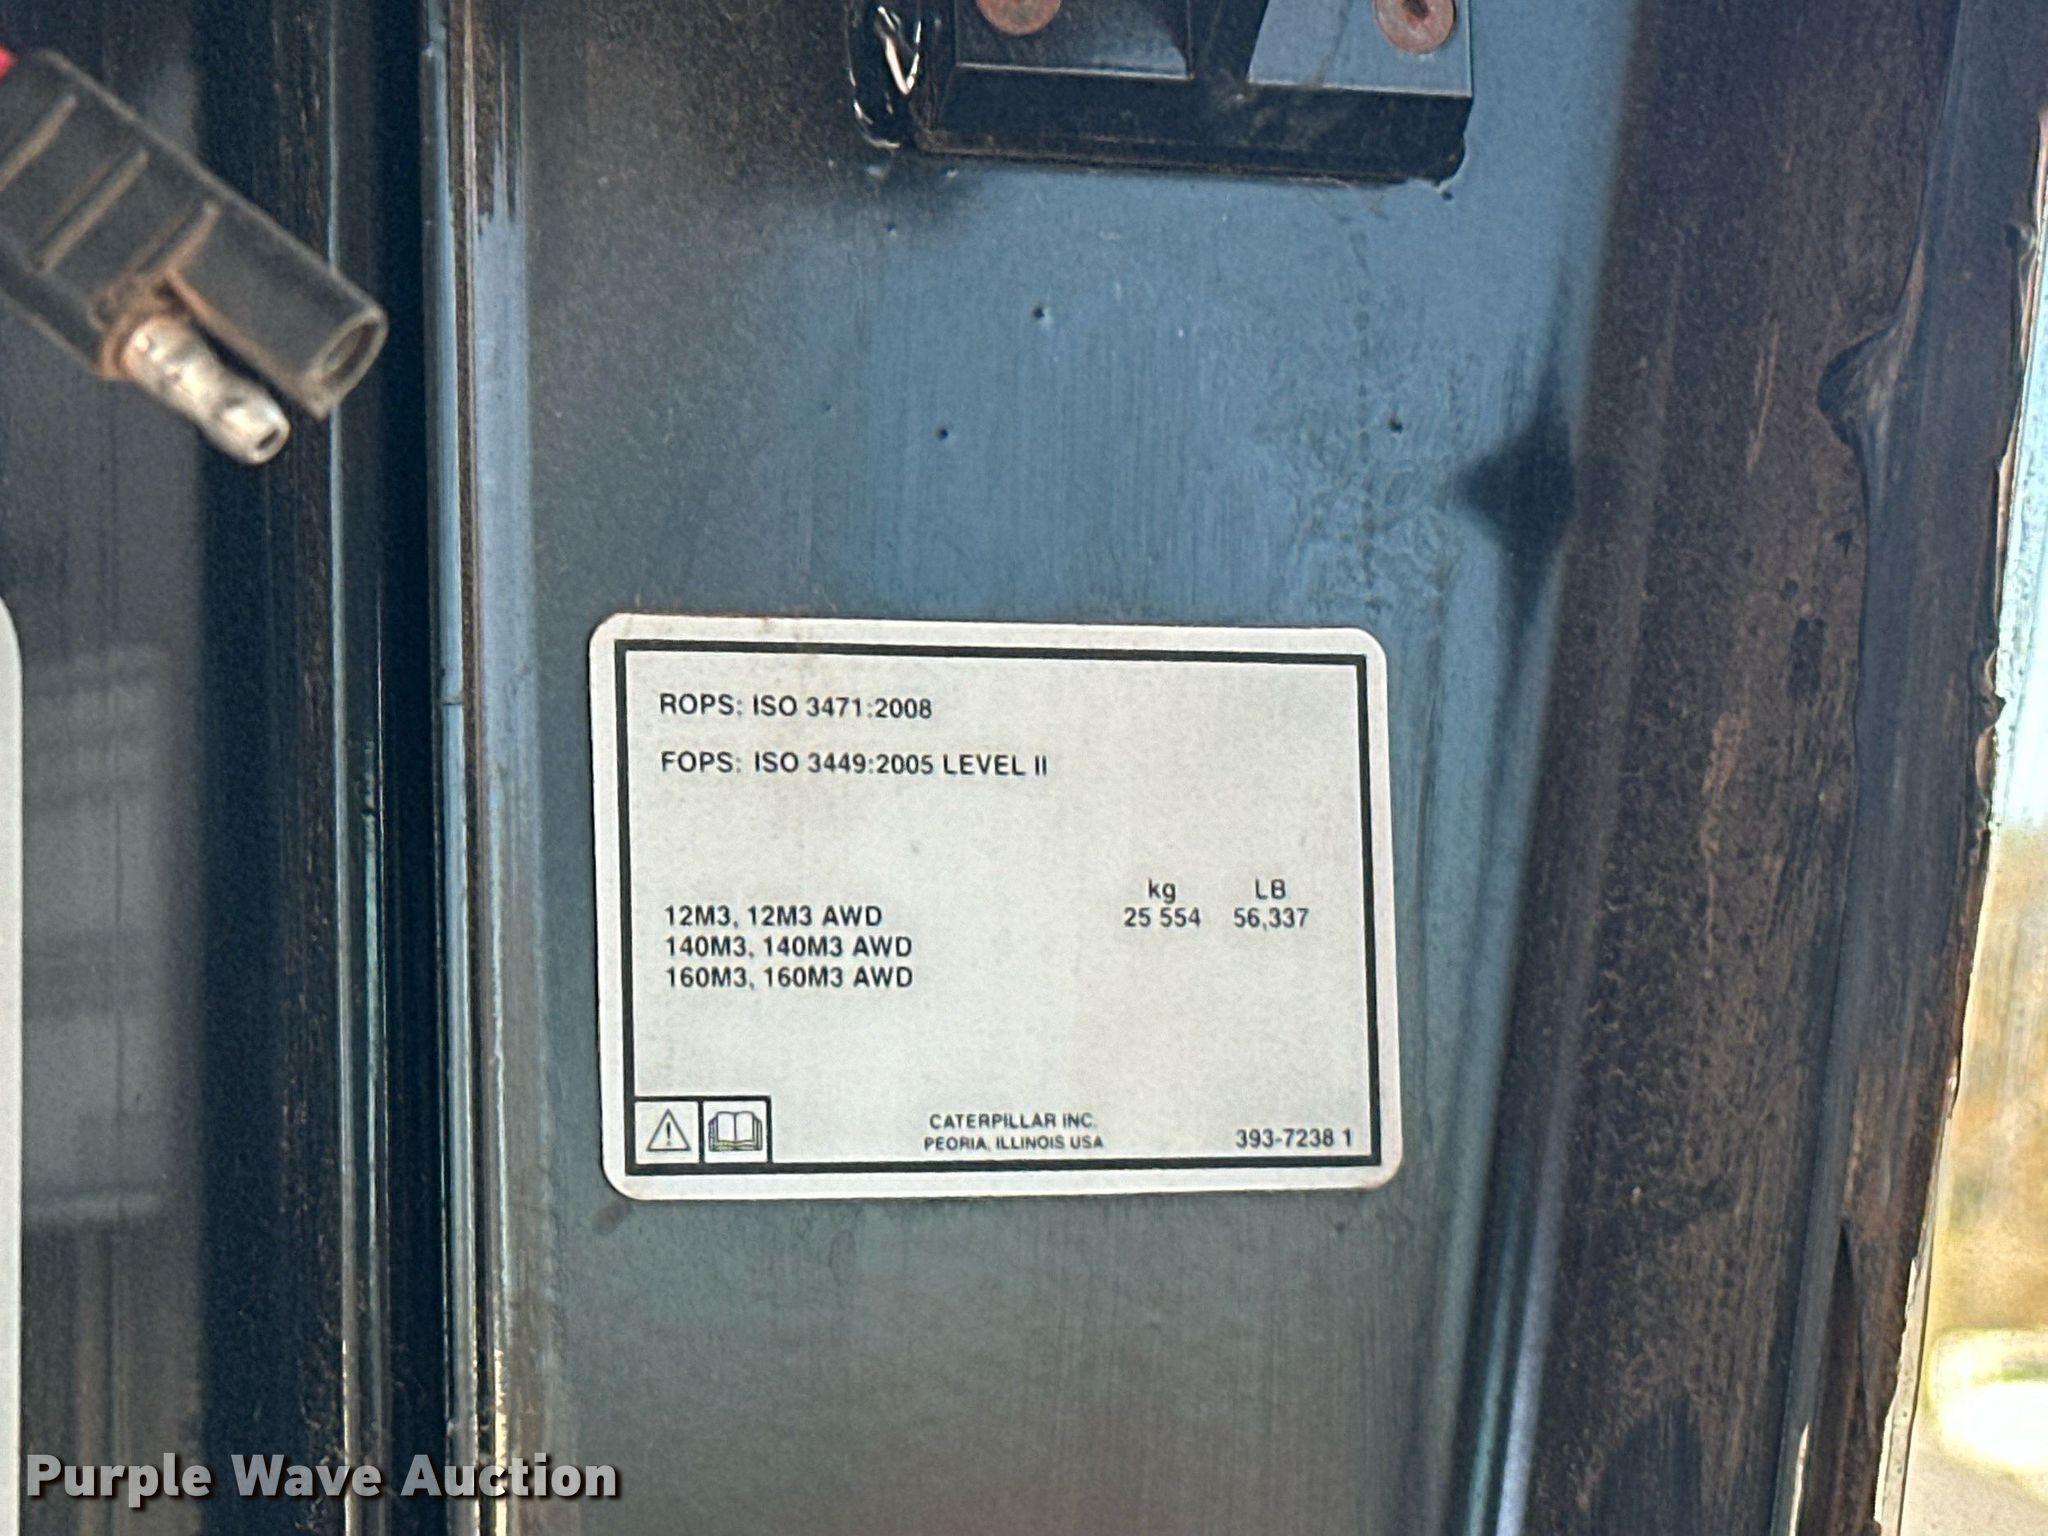 ROPS: ISO 3471:2008
FOPS: ISO 3449:2005 LEVEL II
kg LB
12M3, 12M3 AWD 25 554 56,337
140M3, 140M3 AWD
160M3, 160M3 AWD
CATERPILLAR INC.
PEORIA, ILLINOIS USA
393-7238 1
Purple Wave Auction